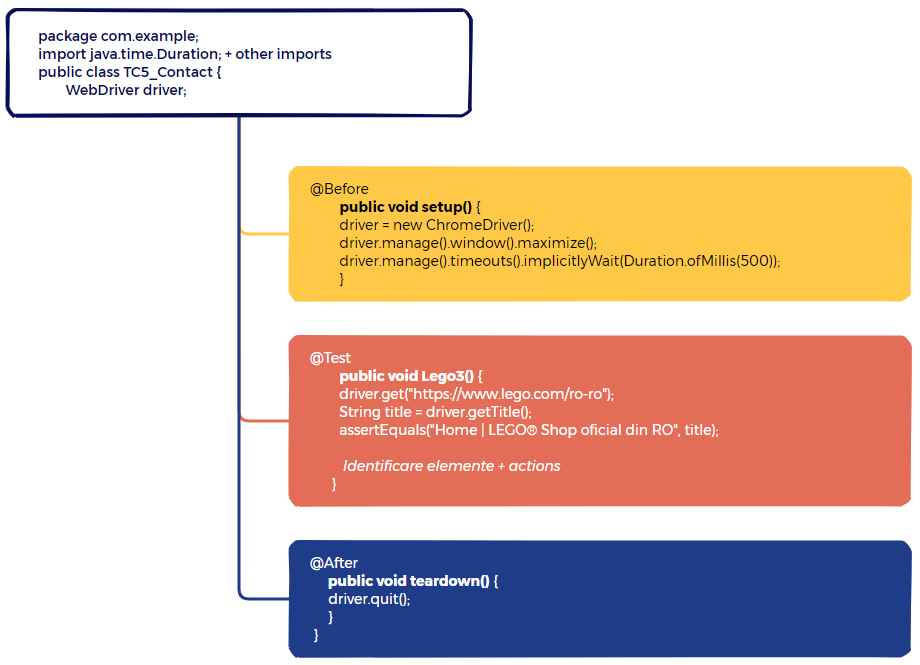 package com.example;
import java.time.Duration; + other imports
public class TC5_Contact {
WebDriver driver;
@Before
public void setup() {
driver = new ChromeDriver();
driver.manage().window().maximize();
driver.manage().timeouts().implicitlyWait(Duration.ofMillis(500));
}
@Test
public void Lego3() {
driver.get("https://www.lego.com/ro-ro");
String title = driver.getTitle();
assertEquals("Home | LEGO® Shop oficial din RO", title);
Identificare elemente + actions
}
@After
public void teardown() {
driver.quit();
}
}